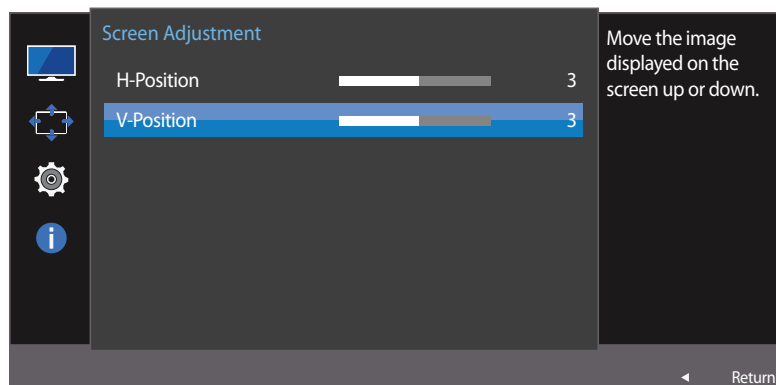 Screen Adjustment
H-Position 3
V-Position 3
Move the image
displayed on the
screen up or down.
i
Return